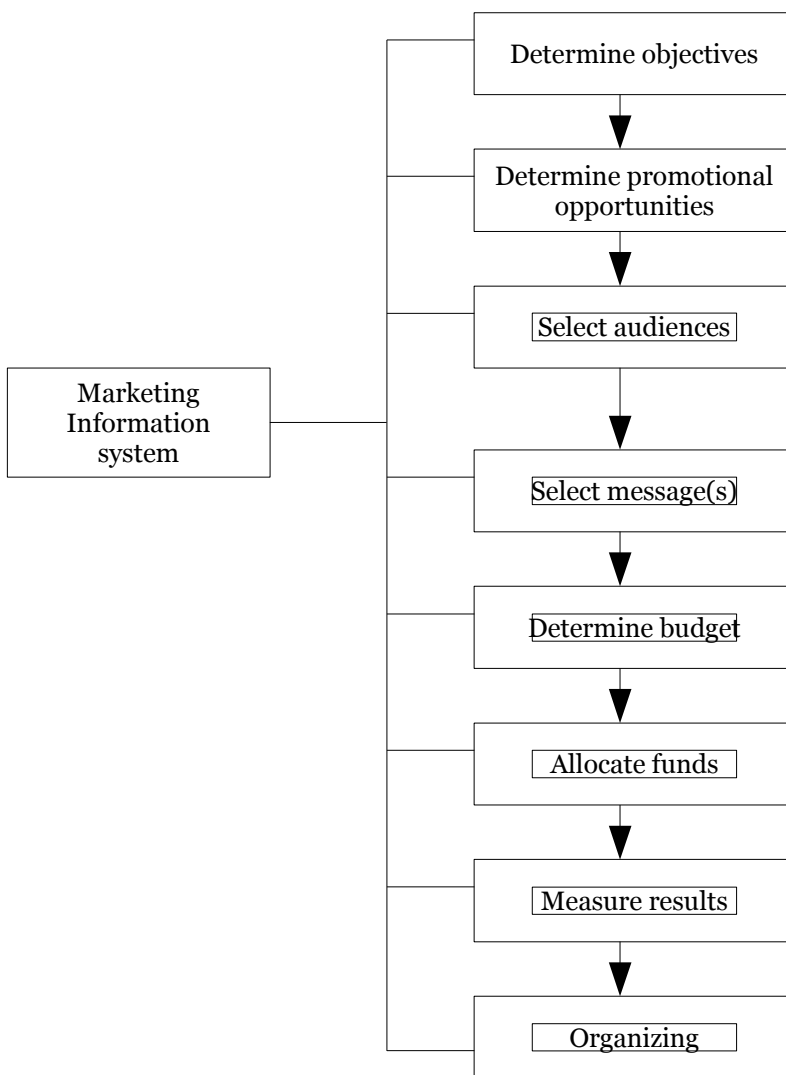 Determine objectives
Determine promotional
opportunities
Select audiences
Marketing
Information
system
Select message(s)
Determine budget
Allocate funds
Measure results
Organizing